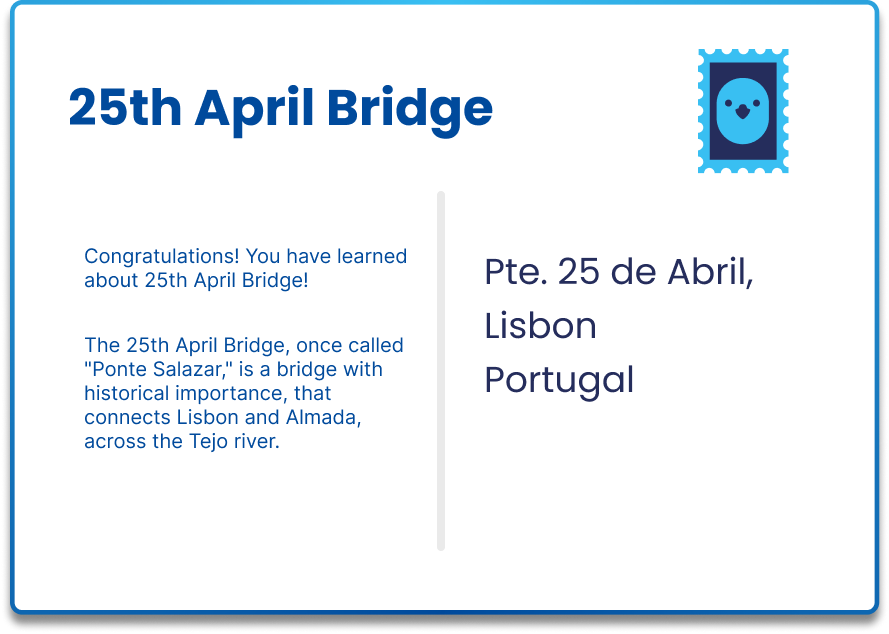 25th April Bridge
Congratulations! You have learned
about 25th April Bridge!
The 25th April Bridge, once called
"Ponte Salazar," is a bridge with
historical importance, that
connects Lisbon and Almada,
across the Tejo river.
Pte. 25 de Abril,
Lisbon
Portugal